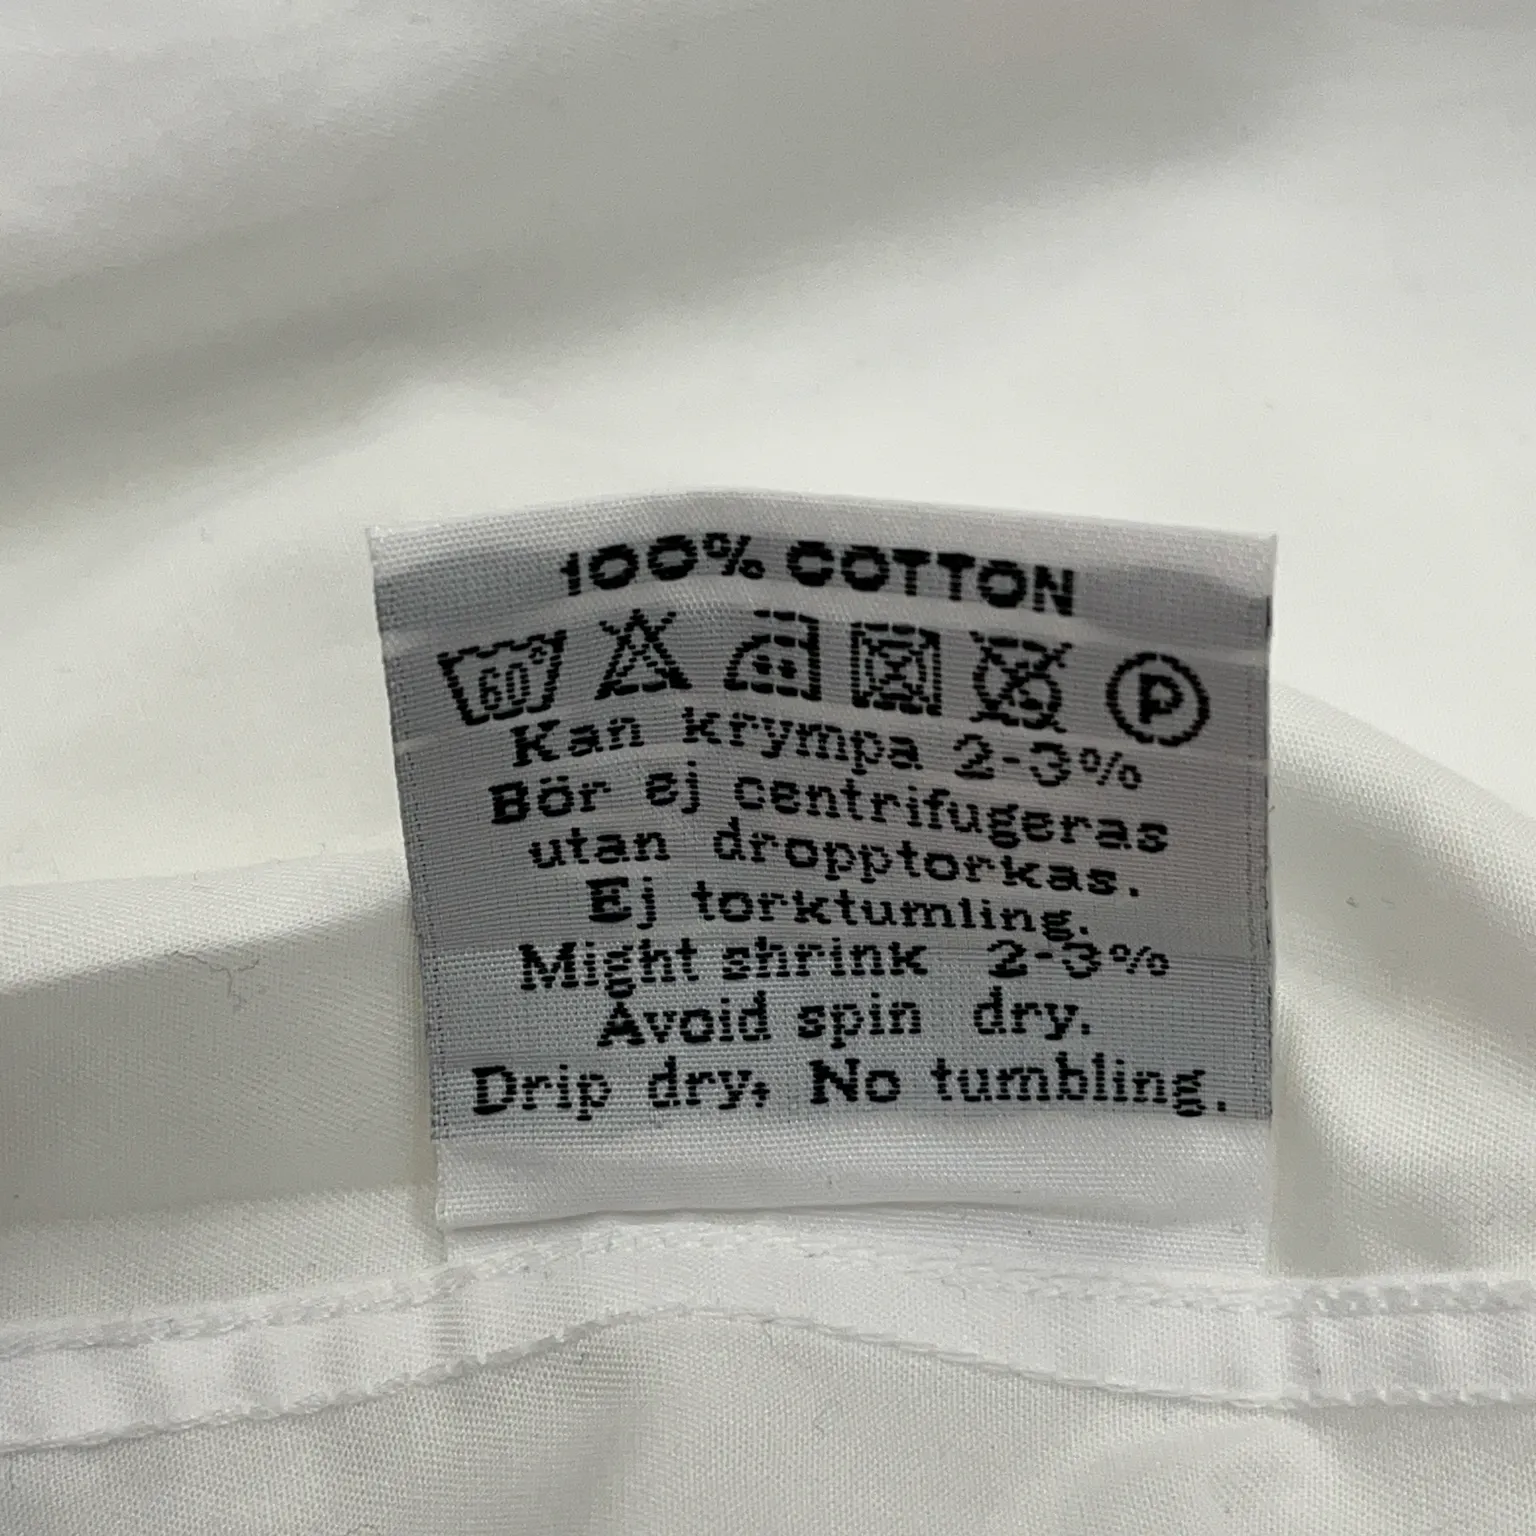 100% COTTON
60°
P
Kan krympa 2-3%
Bör ej centrifugeras
utan dropptorkas.
Ej torktumling.
Might shrink 2-3%
Avoid spin dry.
Drip dry, No tumbling.